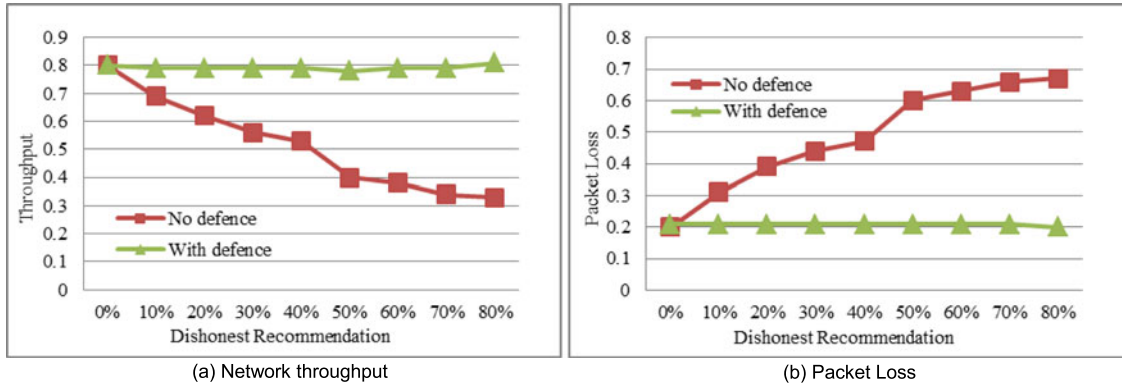 0.9
0.8
0.7
0.6
0.5
0.4
0.3
0.2
0.1
0
Throughput
No defence
With defence
0% 10% 20% 30% 40% 50% 60% 70% 80%
Dishonest Recommendation
(a) Network throughput
0.8
0.7
0.6
0.5
0.4
0.3
0.2
0.1
0
Packet Loss
No defence
With defence
0% 10% 20% 30% 40% 50% 60% 70% 80%
Dishonest Recommendation
(b) Packet Loss